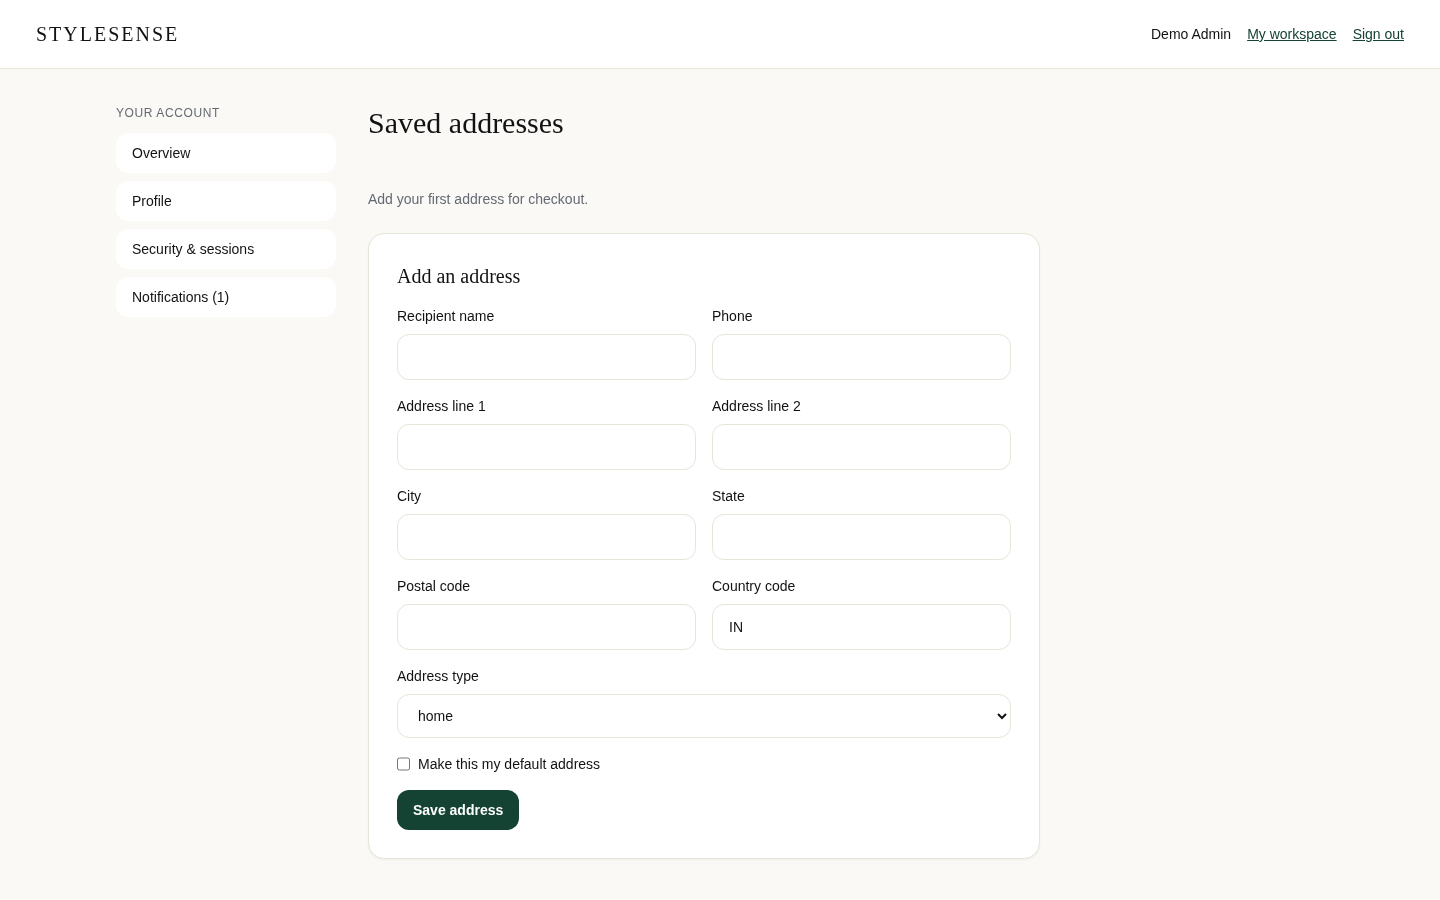 STYLESENSE
Demo Admin My workspace Sign out
YOUR ACCOUNT
Overview
Profile
Security & sessions
Notifications (1)
Saved addresses
Add your first address for checkout.
Add an address
Recipient name
Phone
Address line 1
Address line 2
City
State
Postal code
Country code
IN
Address type
home
Make this my default address
Save address